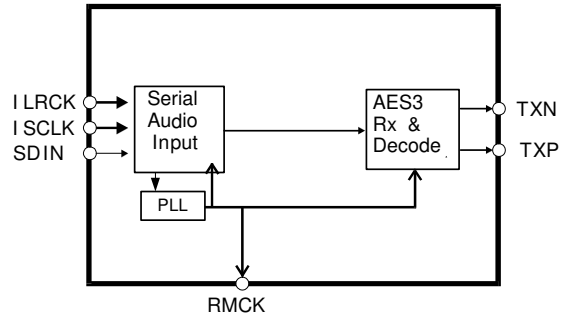 ILRCK
ISCLK
SDIN
Serial
Audio
Input
PLL
AES3
Rx &
Decode
TXN
TXP
RMCK